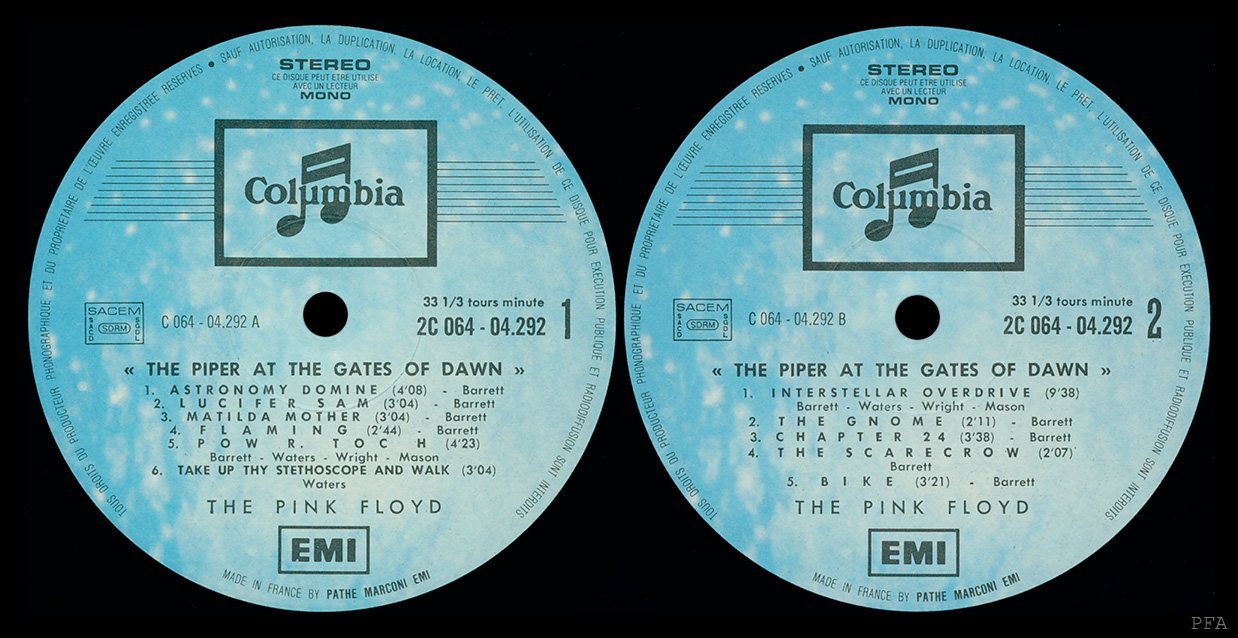 TOUS DROITS DU PRODUCTEUR PHONOGRAPHIQUE ET DU PROPRIETAIRE DE L'ŒUVRE ENREGISTREE RESERVES • SAUF AUTORISATION, LA DUPLICATION, LA LOCATION, LE PRET, L'UTILISATION DE CE DISQUE POUR EXECUTION PUBLIQUE ET RADIODIFFUSION SONT INTERDITS
STEREO
CE DISQUE PEUT ETRE UTILISE
AVEC UN LECTEUR
MONO
Columbia
SACEM
SACD SDRM SGDL
C 064 - 04.292 A
33 1/3 tours minute
2C 064 - 04.292
1
« THE PIPER AT THE GATES OF DAWN »
1. ASTRONOMY DOMINE (4'08) - Barrett
2. LUCIFER SAM (3'04) - Barrett
3. MATILDA MOTHER (3'04) - Barrett
4. FLAMING (2'44) - Barrett
5. POW R. TOC H (4'23)
Barrett - Waters - Wright - Mason
6. TAKE UP THY STETHOSCOPE AND WALK (3'04)
Waters
THE PINK FLOYD
EMI
MADE IN FRANCE BY PATHE MARCONI EMI
TOUS DROITS DU PRODUCTEUR PHONOGRAPHIQUE ET DU PROPRIETAIRE DE L'ŒUVRE ENREGISTREE RESERVES • SAUF AUTORISATION, LA DUPLICATION, LA LOCATION, LE PRET, L'UTILISATION DE CE DISQUE POUR EXECUTION PUBLIQUE ET RADIODIFFUSION SONT INTERDITS
STEREO
CE DISQUE PEUT ETRE UTILISE
AVEC UN LECTEUR
MONO
Columbia
SACEM
SACD SDRM SGDL
C 064 - 04.292 B
33 1/3 tours minute
2C 064 - 04.292
2
« THE PIPER AT THE GATES OF DAWN »
1. INTERSTELLAR OVERDRIVE (9'38)
Barrett - Waters - Wright - Mason
2. THE GNOME (2'11) - Barrett
3. CHAPTER 24 (3'38) - Barrett
4. THE SCARECROW (2'07)
Barrett
5. BIKE (3'21) - Barrett
THE PINK FLOYD
EMI
MADE IN FRANCE BY PATHE MARCONI EMI
PFA